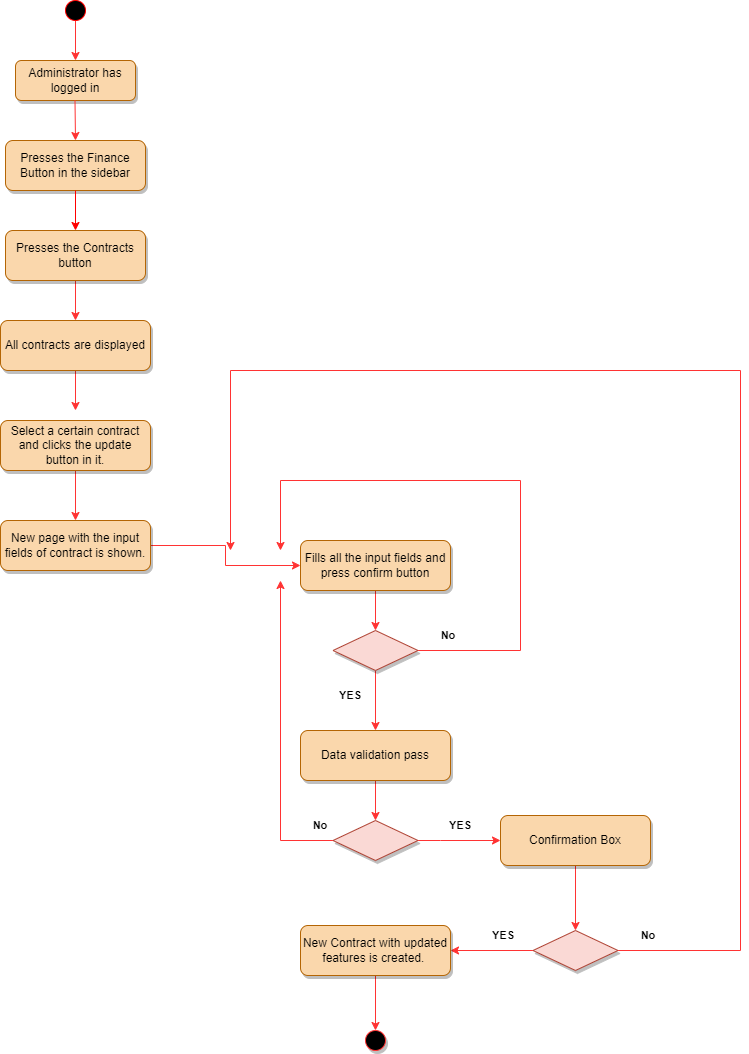 Administrator has
logged in
Presses the Finance
Button in the sidebar
Presses the Contracts
button
All contracts are displayed
Select a certain contract
and clicks the update
button in it.
New page with the input
fields of contract is shown.
Fills all the input fields and
press confirm button
No
YES
Data validation pass
No
YES
Confirmation Box
YES
No
New Contract with updated
features is created.